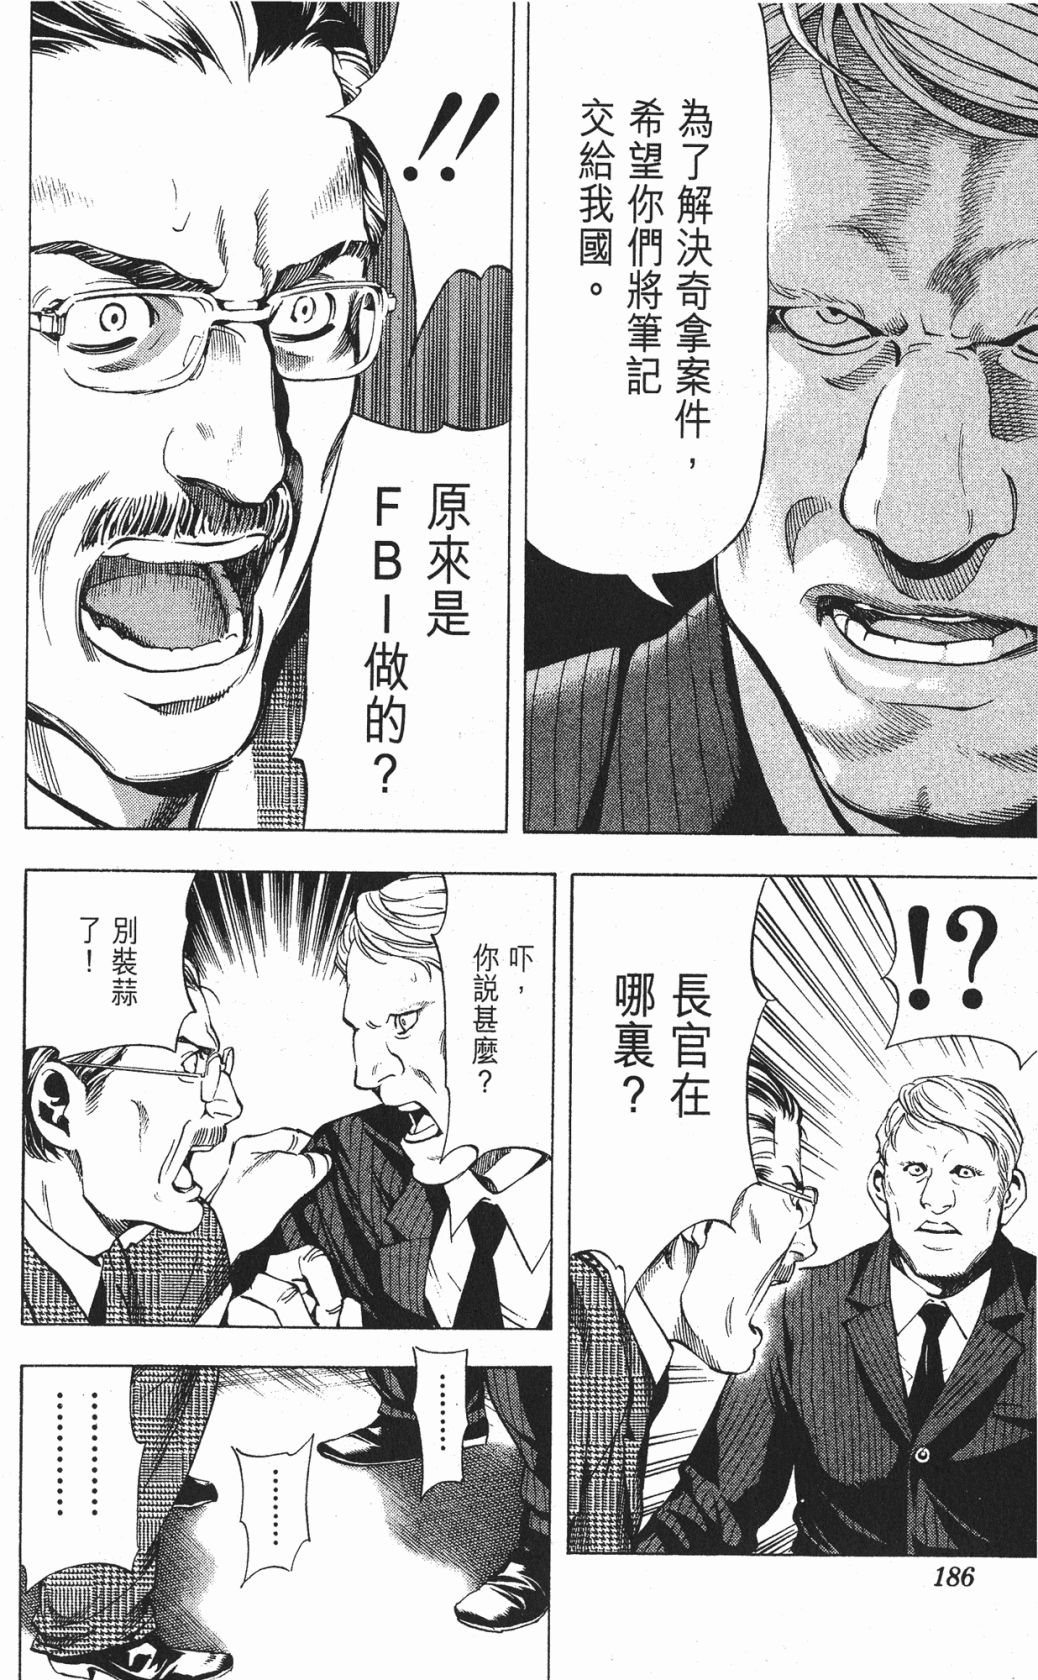 為了解決奇拿案件，
希望你們將筆記
交給我國。
!!
原來是
FBI做的？
!?
長官在
哪裏？
吓，
你說甚麼？
別裝蒜
了！
………
………
…………
…………
186